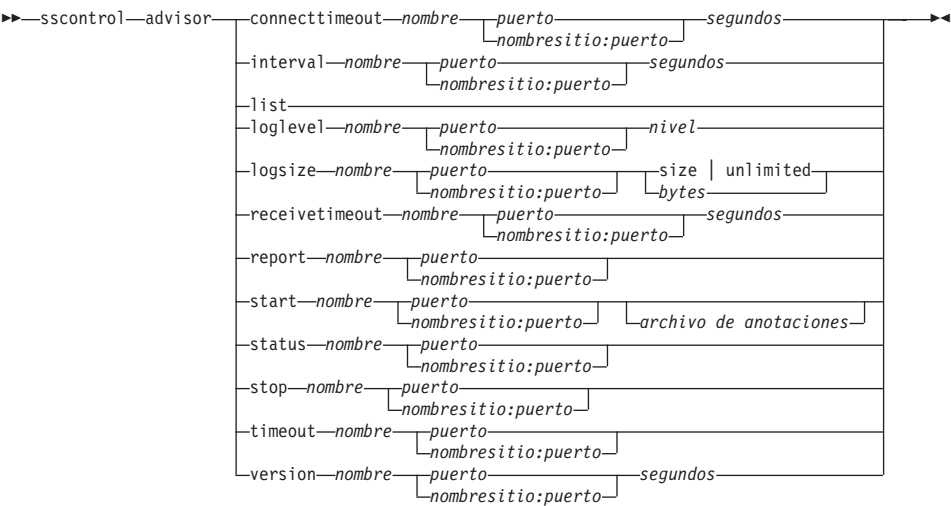 sscontrol advisor connecttimeout nombre puerto segundos
nombresitio:puerto
interval nombre puerto segundos
nombresitio:puerto
list
loglevel nombre puerto nivel
nombresitio:puerto
logsize nombre puerto size | unlimited
nombresitio:puerto bytes
receivetimeout nombre puerto segundos
nombresitio:puerto
report nombre puerto
nombresitio:puerto
start nombre puerto
nombresitio:puerto archivo de anotaciones
status nombre puerto
nombresitio:puerto
stop nombre puerto
nombresitio:puerto
timeout nombre puerto
nombresitio:puerto
version nombre puerto segundos
nombresitio:puerto